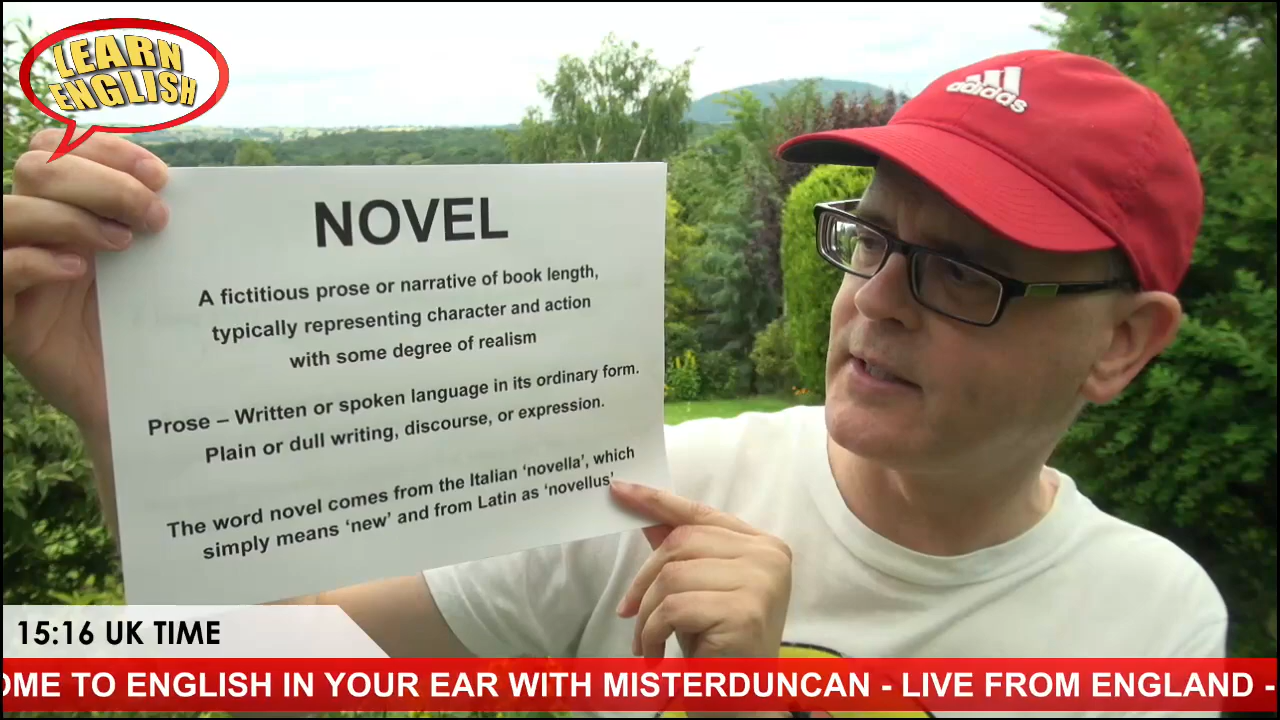 LEARN
ENGLISH
adidas
NOVEL
A fictitious prose or narrative of book length,
typically representing character and action
with some degree of realism
Prose – Written or spoken language in its ordinary form.
Plain or dull writing, discourse, or expression.
The word novel comes from the Italian ‘novella’, which
simply means ‘new’ and from Latin as ‘novellus’
15:16 UK TIME
OME TO ENGLISH IN YOUR EAR WITH MISTERDUNCAN - LIVE FROM ENGLAND -